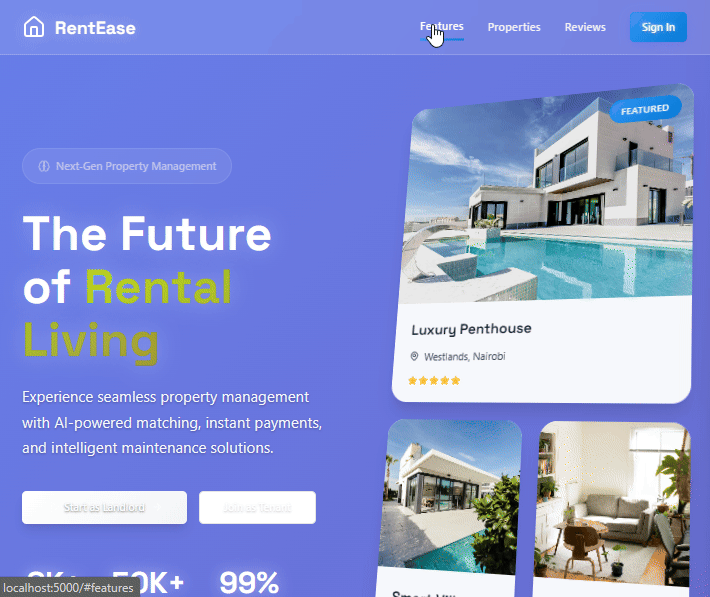 RentEase
Features
Properties
Reviews
Sign In
Next-Gen Property Management
The Future
of Rental
Living
Experience seamless property management
with AI-powered matching, instant payments,
and intelligent maintenance solutions.
Start as Landlord
Join as Tenant
99%
FEATURED
Luxury Penthouse
Westlands, Nairobi
localhost:5000/#features